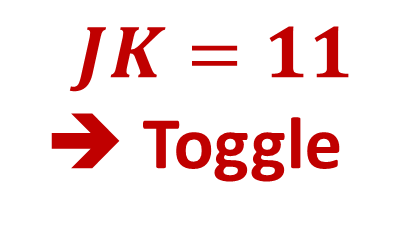 JK = 11
➔ Toggle